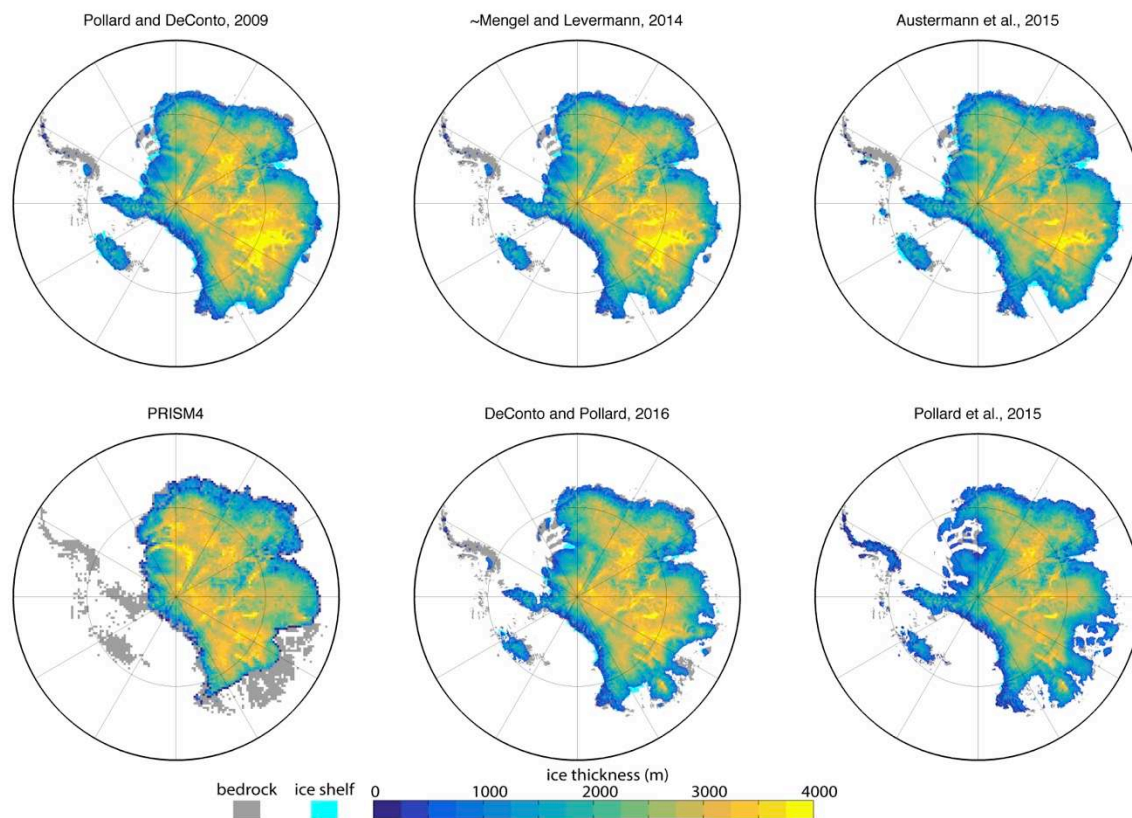 Pollard and DeConto, 2009
~Mengel and Levermann, 2014
Austermann et al., 2015
PRISM4
DeConto and Pollard, 2016
Pollard et al., 2015
bedrock
ice shelf
ice thickness (m)
0 1000 2000 3000 4000